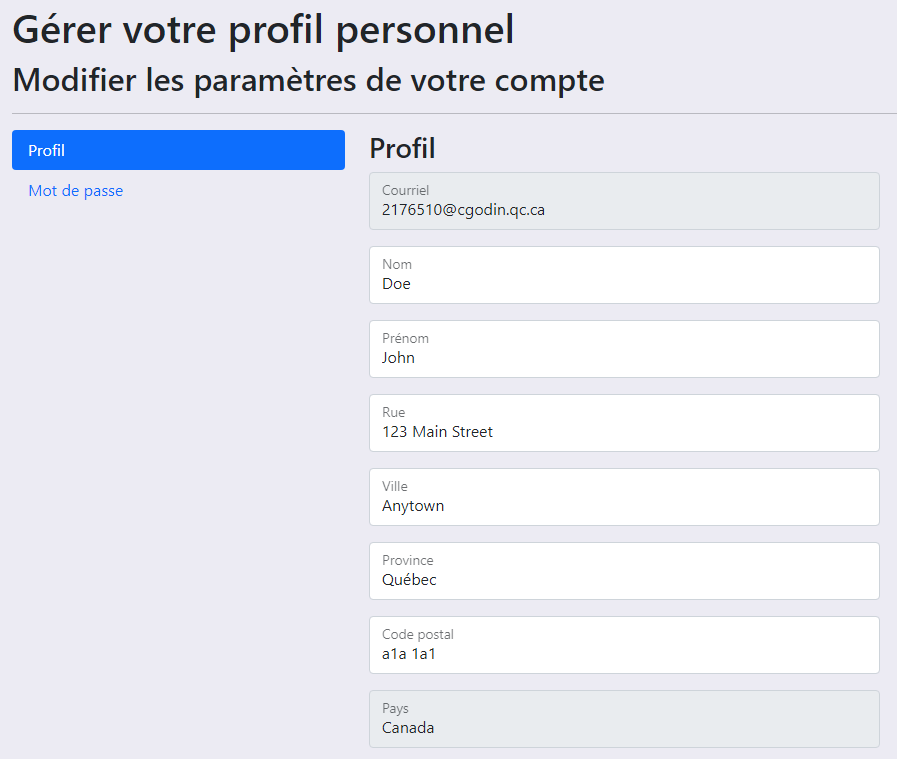 Gérer votre profil personnel
Modifier les paramètres de votre compte
Profil
Mot de passe
Profil
Courriel
2176510@cgodin.qc.ca
Nom
Doe
Prénom
John
Rue
123 Main Street
Ville
Anytown
Province
Québec
Code postal
a1a 1a1
Pays
Canada